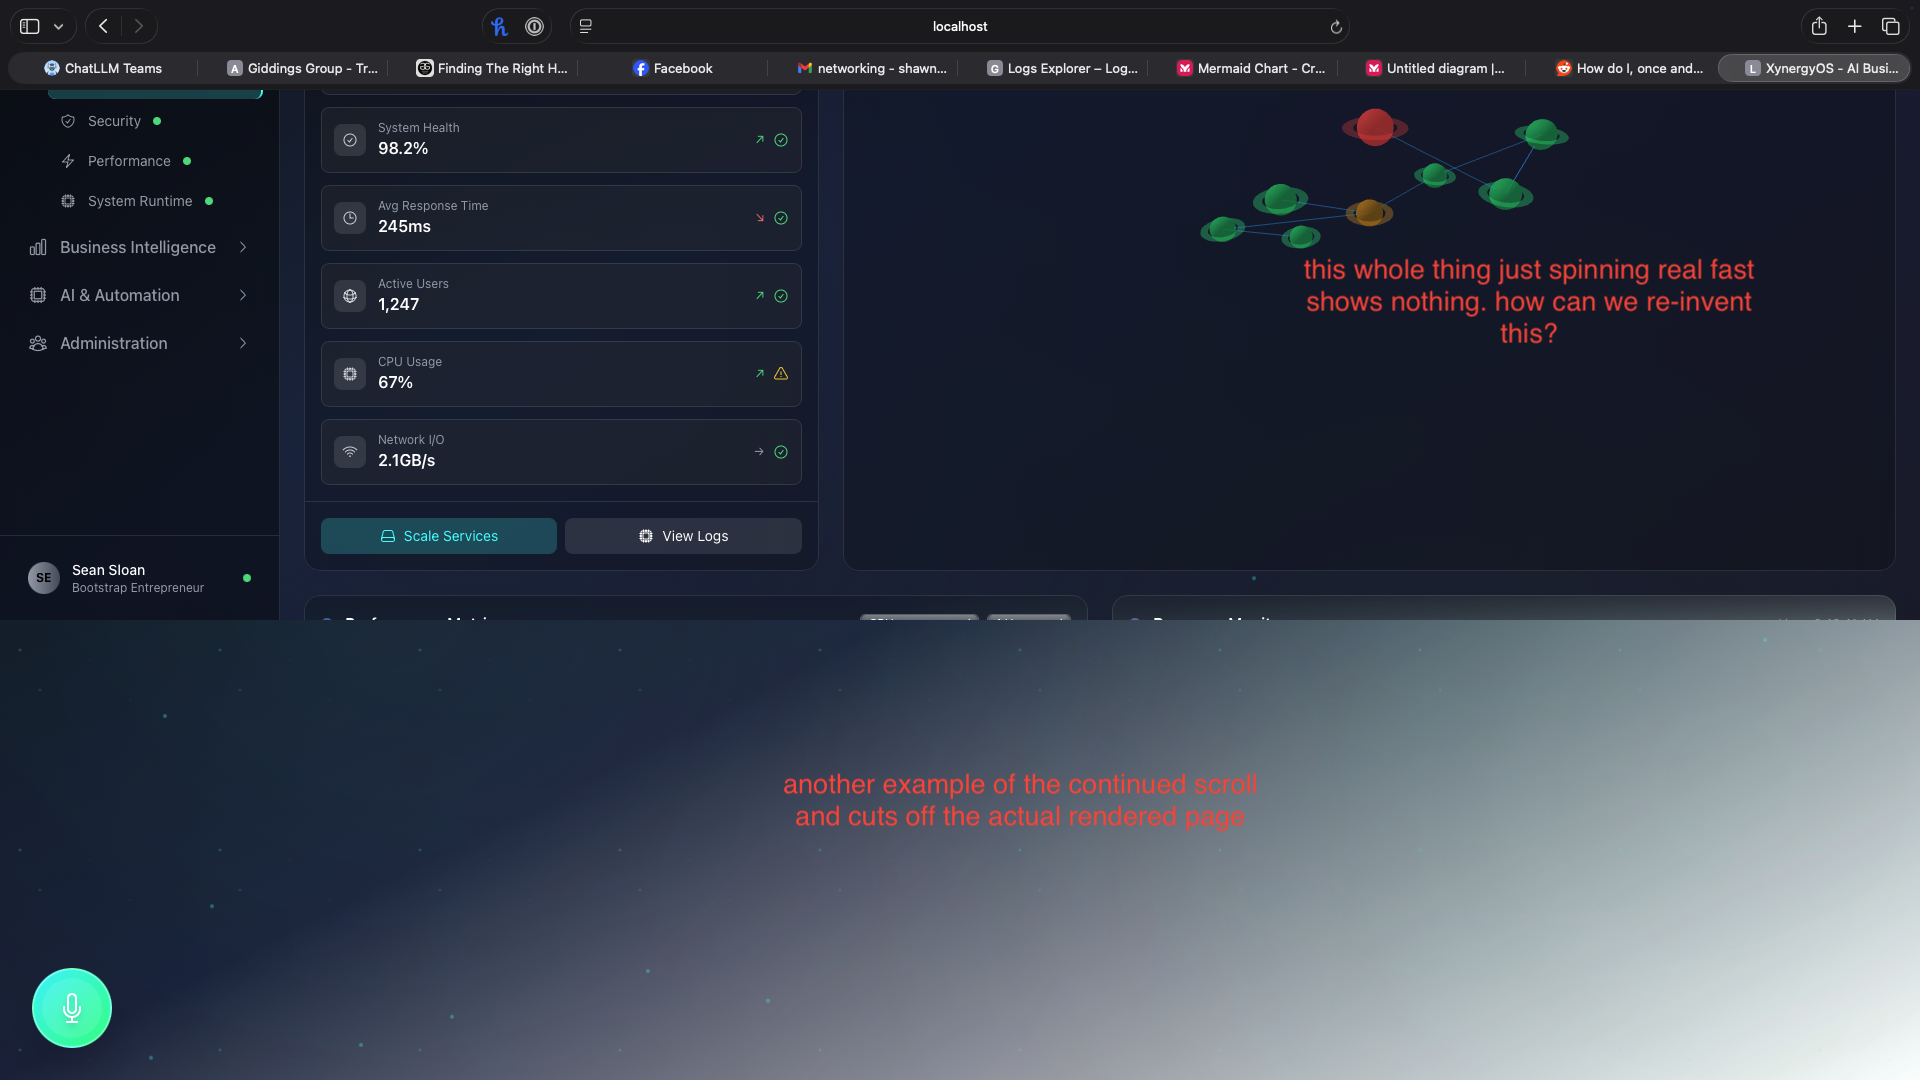 localhost
ChatLLM Teams
A Giddings Group - Tr...
Finding The Right H...
Facebook
networking - shawn...
G Logs Explorer – Log...
Mermaid Chart - Cr...
Untitled diagram |...
How do I, once and...
L XynergyOS - AI Busi...
Security
Performance
System Runtime
Business Intelligence
AI & Automation
Administration
SE
Sean Sloan
Bootstrap Entrepreneur
System Health
98.2%
Avg Response Time
245ms
Active Users
1,247
CPU Usage
67%
Network I/O
2.1GB/s
Scale Services
View Logs
this whole thing just spinning real fast
shows nothing. how can we re-invent
this?
another example of the continued scroll
and cuts off the actual rendered page